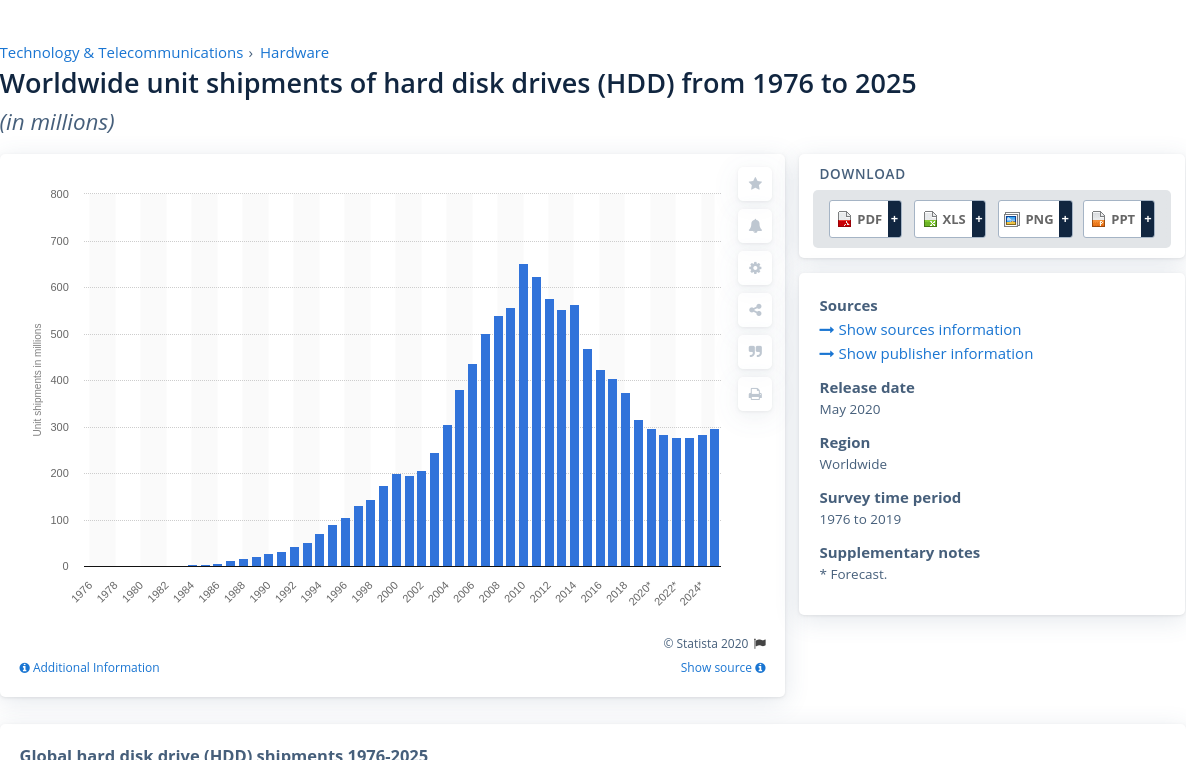 Technology & Telecommunications › Hardware
Worldwide unit shipments of hard disk drives (HDD) from 1976 to 2025
(in millions)
800
700
600
500
400
300
200
100
0
Unit shipments in millions
1976
1978
1980
1982
1984
1986
1988
1990
1992
1994
1996
1998
2000
2002
2004
2006
2008
2010
2012
2014
2016
2018
2020*
2022*
2024*
© Statista 2020
Additional Information
Show source
DOWNLOAD
PDF + XLS + PNG + PPT +
Sources
Show sources information
Show publisher information
Release date
May 2020
Region
Worldwide
Survey time period
1976 to 2019
Supplementary notes
* Forecast.
Global hard disk drive (HDD) shipments 1976-2025